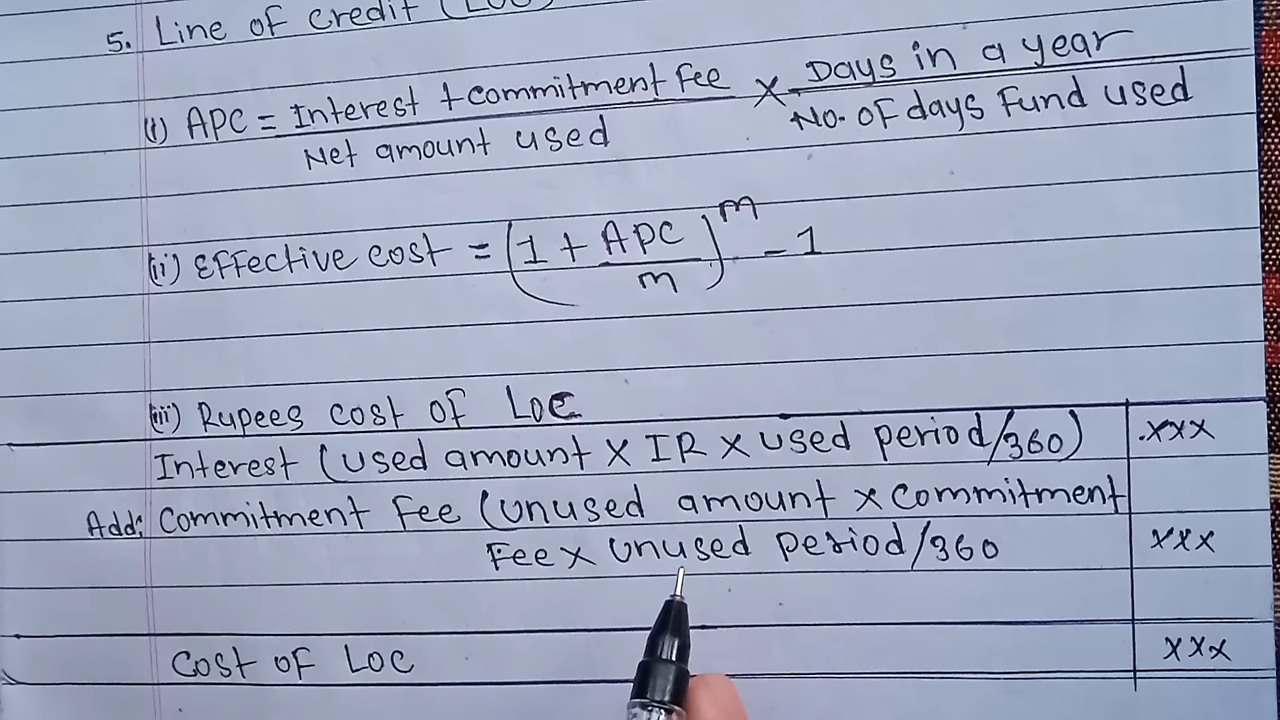 5. Line of credit (LOC)
(i) APC = Interest + commitment Fee / Net amount used × Days in a year / No. of days Fund used
(ii) Effective cost = (1 + APC / m)^m - 1
(iii) Rupees cost of LOC
Interest (used amount × IR × used period/360) .xxx
Add: Commitment Fee (unused amount × commitment
Fee × unused period/360 xxx
Cost of LOC xxx